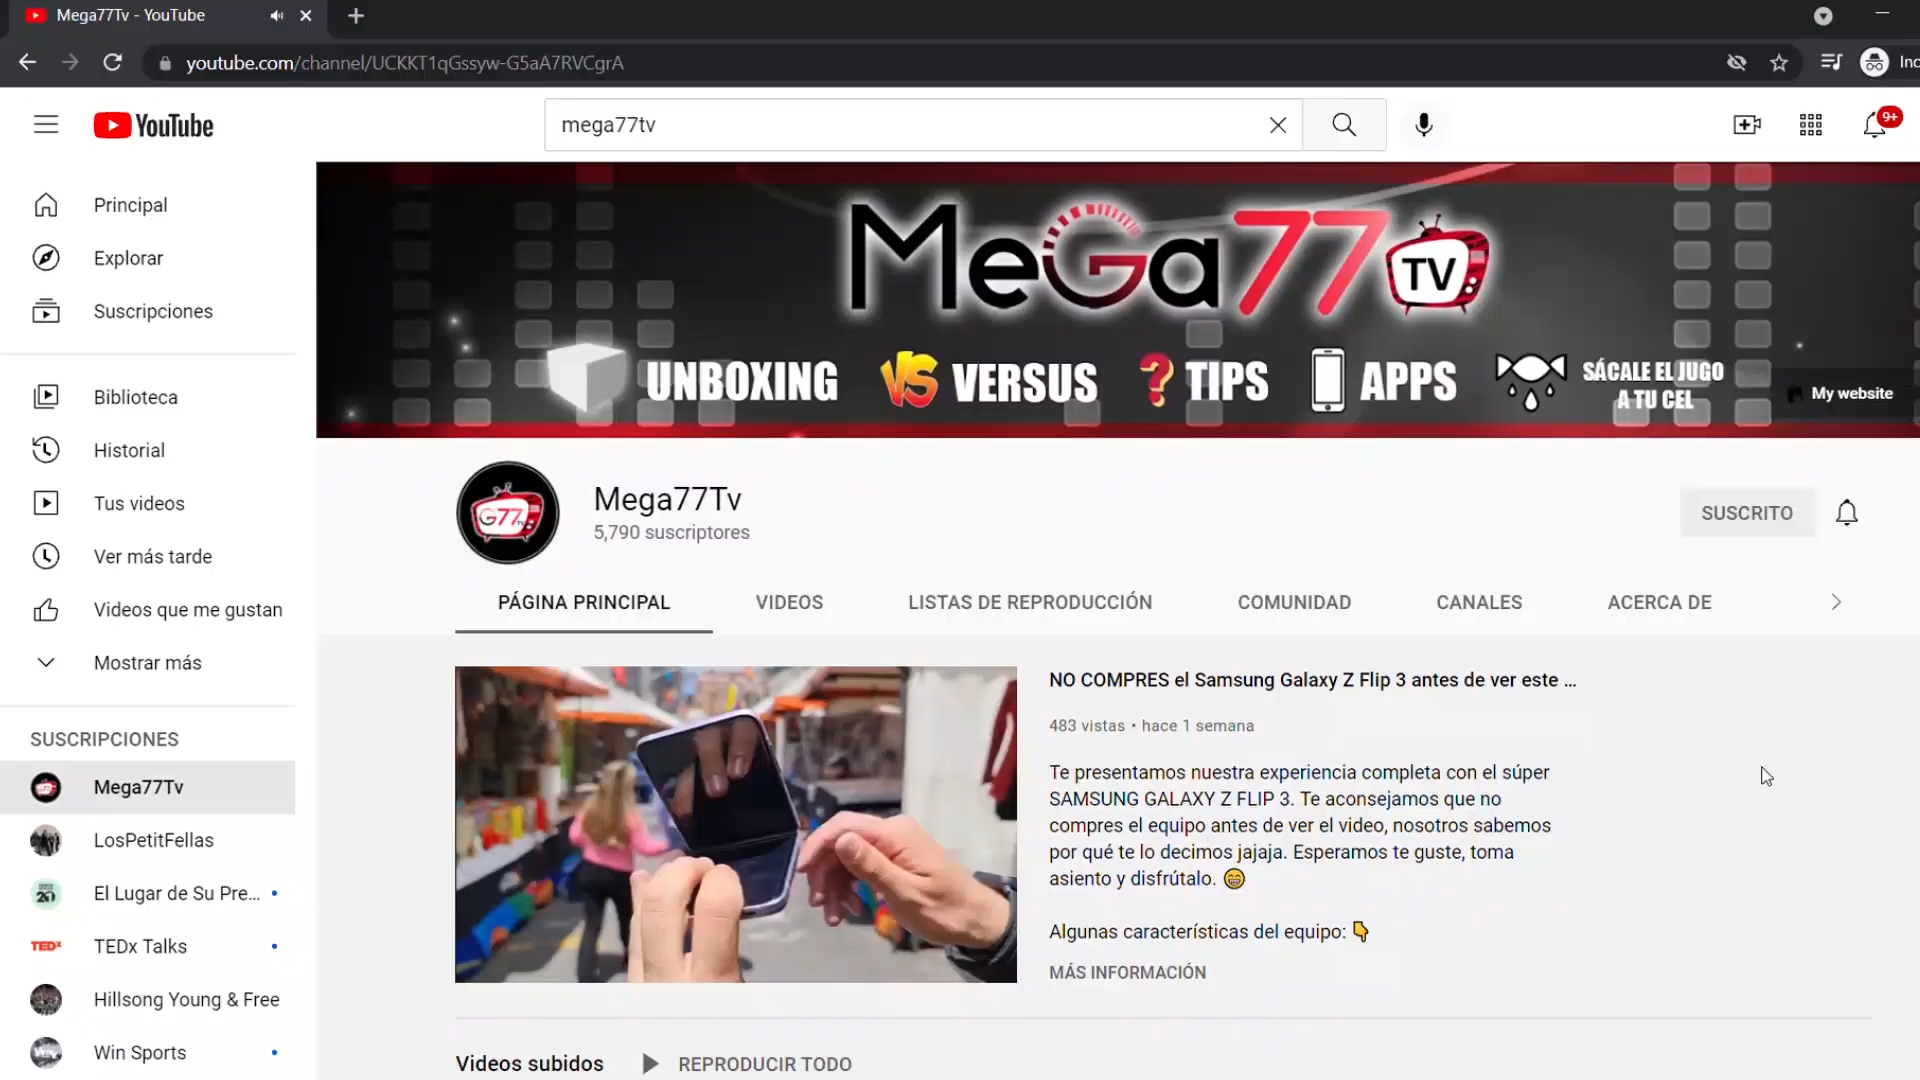 Mega77Tv - YouTube
youtube.com/channel/UCKKT1qGssyw-G5aA7RVCgrA
YouTube
mega77tv
9+
Principal
Explorar
Suscripciones
Biblioteca
Historial
Tus videos
Ver más tarde
Videos que me gustan
Mostrar más
SUSCRIPCIONES
Mega77Tv
LosPetitFellas
El Lugar de Su Pre...
TEDx Talks
Hillsong Young & Free
Win Sports
MeGa77 TV
UNBOXING
VS VERSUS
? TIPS
APPS
SÁCALE EL JUGO
A TU CEL
My website
Mega77Tv
5,790 suscriptores
SUSCRITO
PÁGINA PRINCIPAL
VIDEOS
LISTAS DE REPRODUCCIÓN
COMUNIDAD
CANALES
ACERCA DE
NO COMPRES el Samsung Galaxy Z Flip 3 antes de ver este ...
483 vistas • hace 1 semana
Te presentamos nuestra experiencia completa con el súper
SAMSUNG GALAXY Z FLIP 3. Te aconsejamos que no
compres el equipo antes de ver el video, nosotros sabemos
por qué te lo decimos jajaja. Esperamos te guste, toma
asiento y disfrútalo. 😁
Algunas características del equipo: 👇
MÁS INFORMACIÓN
Videos subidos
REPRODUCIR TODO